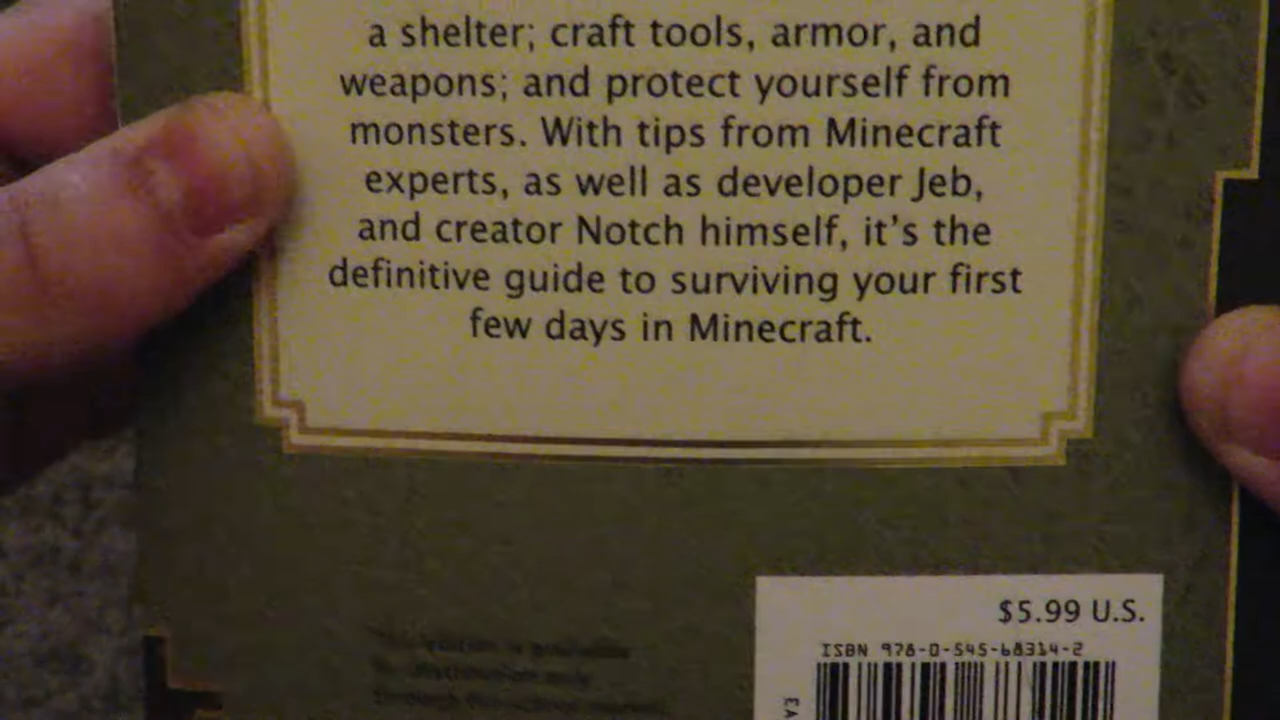 a shelter; craft tools, armor, and
weapons; and protect yourself from
monsters. With tips from Minecraft
experts, as well as developer Jeb,
and creator Notch himself, it's the
definitive guide to surviving your first
few days in Minecraft.
$5.99 U.S.
ISBN 978-0-545-68314-2
EA